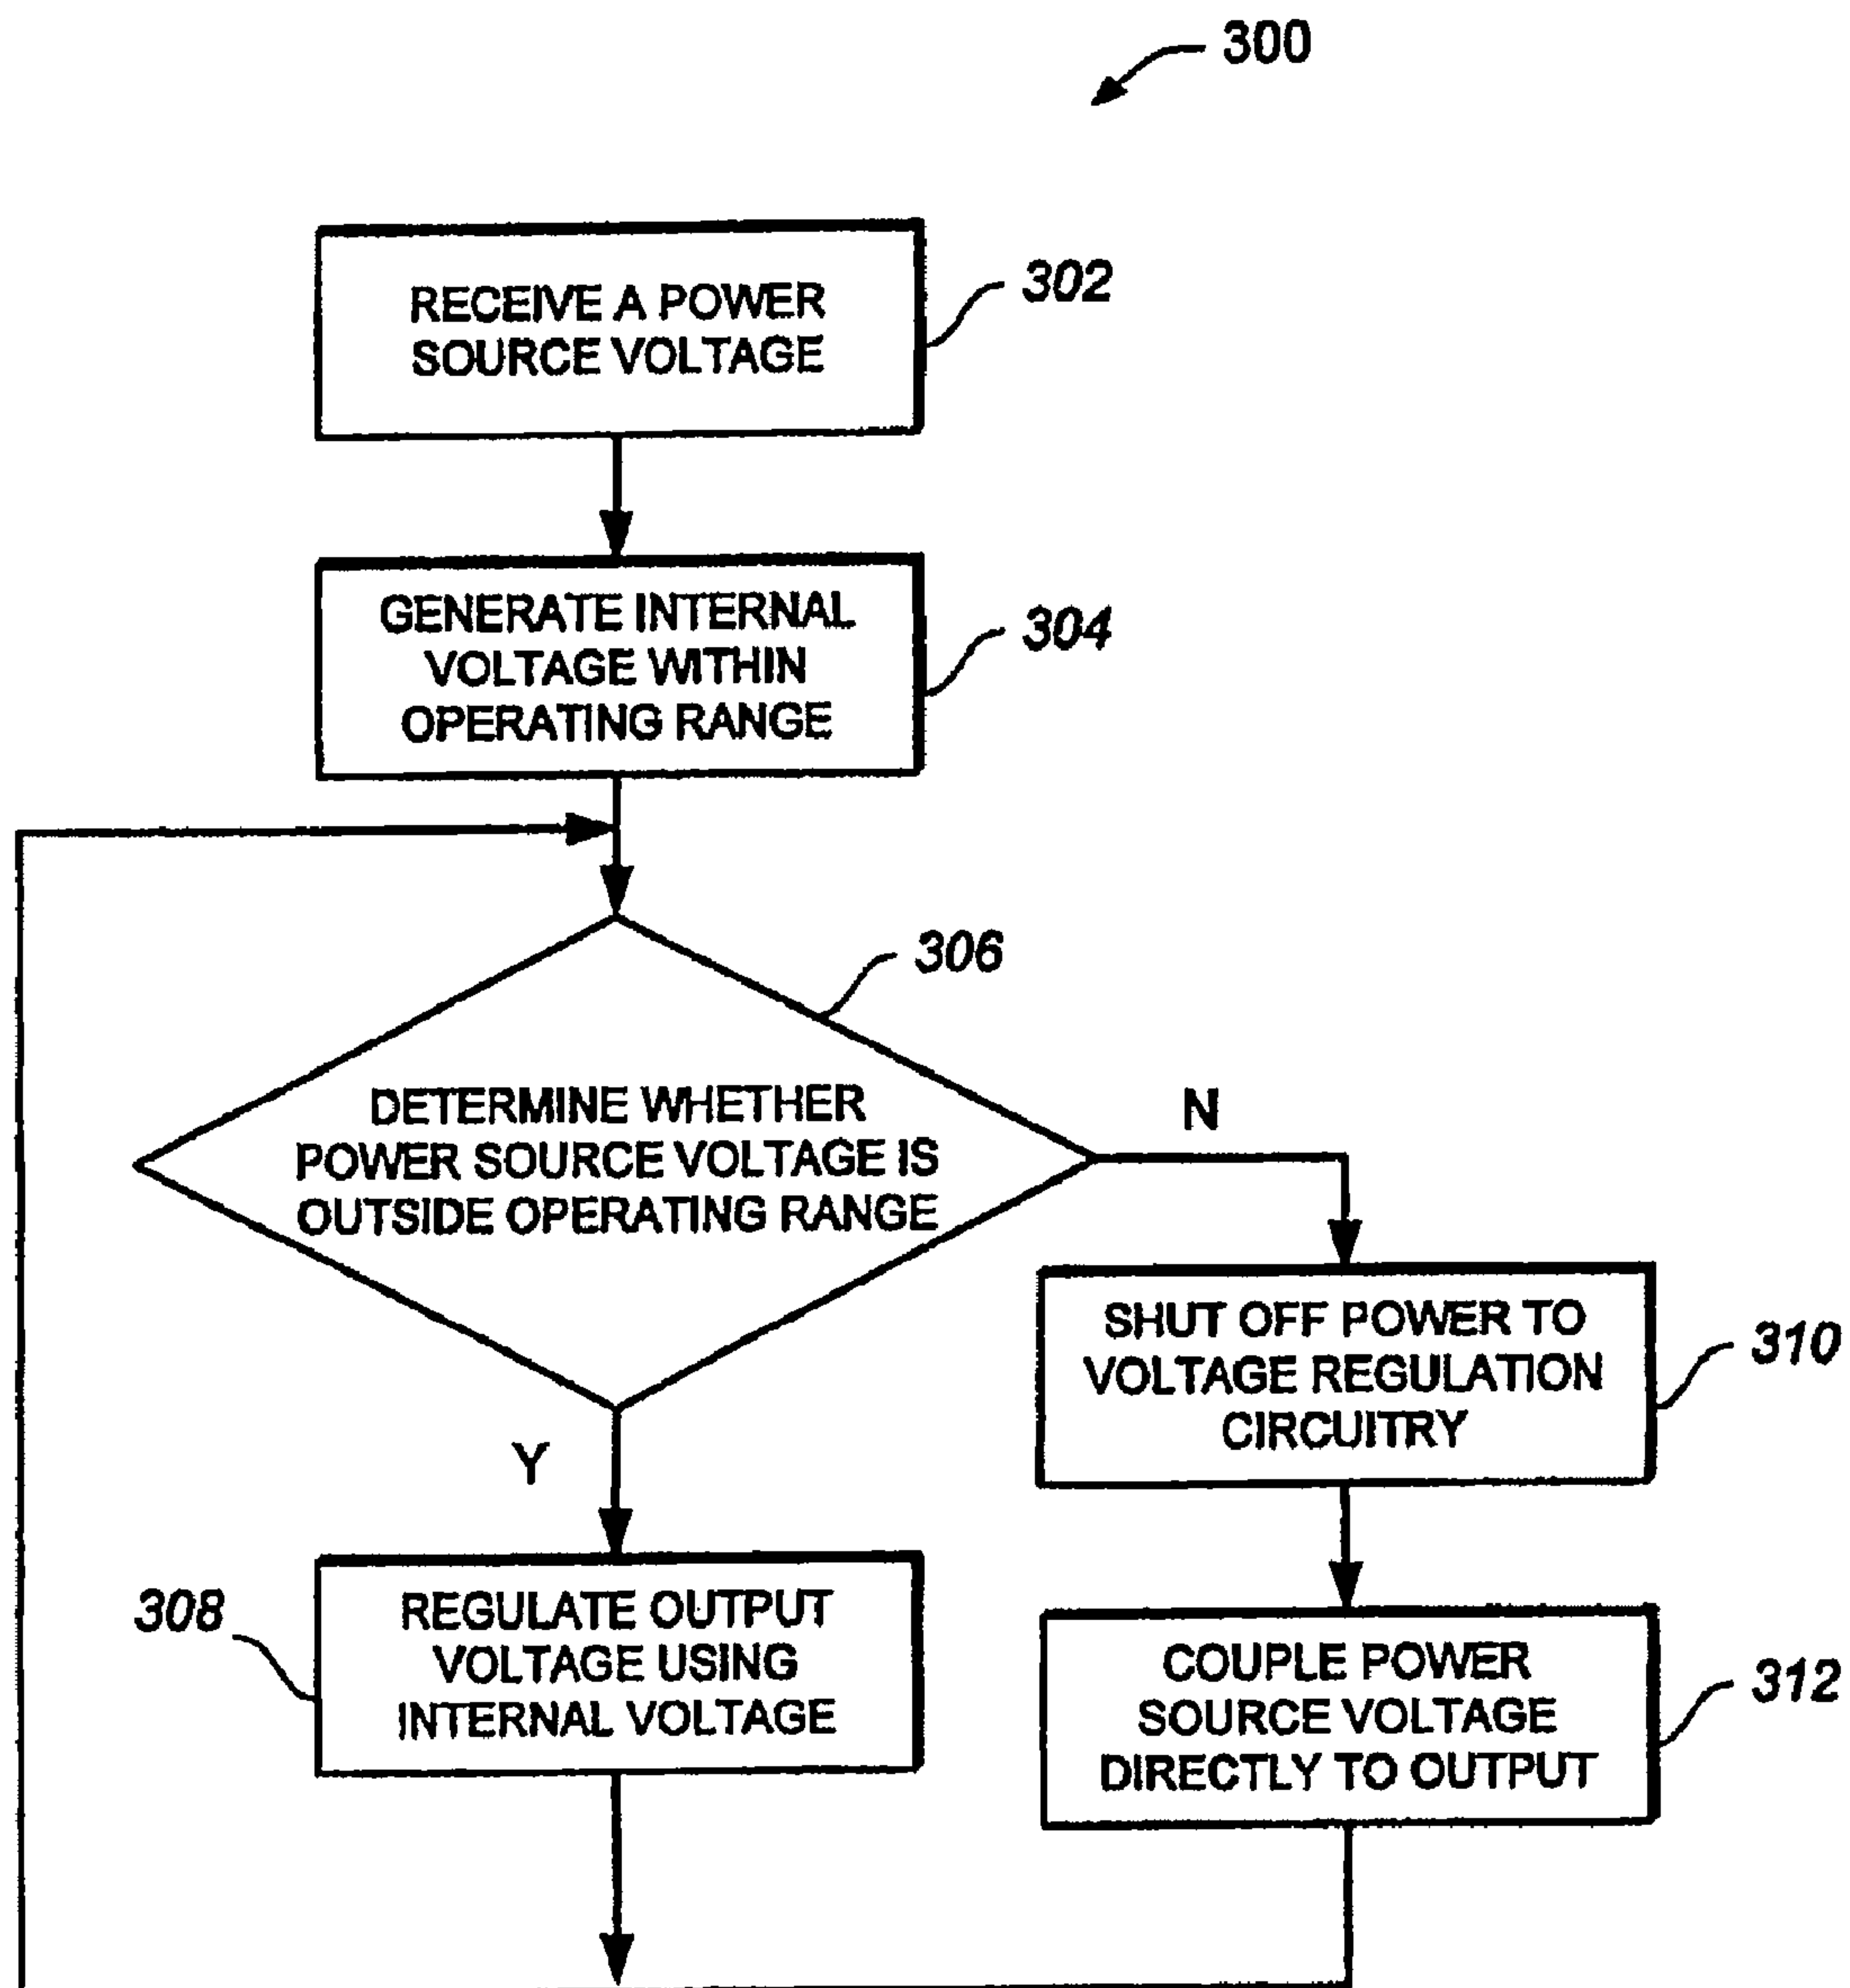 300
RECEIVE A POWER
SOURCE VOLTAGE
302
GENERATE INTERNAL
VOLTAGE WITHIN
OPERATING RANGE
304
306
DETERMINE WHETHER
POWER SOURCE VOLTAGE IS
OUTSIDE OPERATING RANGE
N
Y
SHUT OFF POWER TO
VOLTAGE REGULATION
CIRCUITRY
310
308
REGULATE OUTPUT
VOLTAGE USING
INTERNAL VOLTAGE
COUPLE POWER
SOURCE VOLTAGE
DIRECTLY TO OUTPUT
312